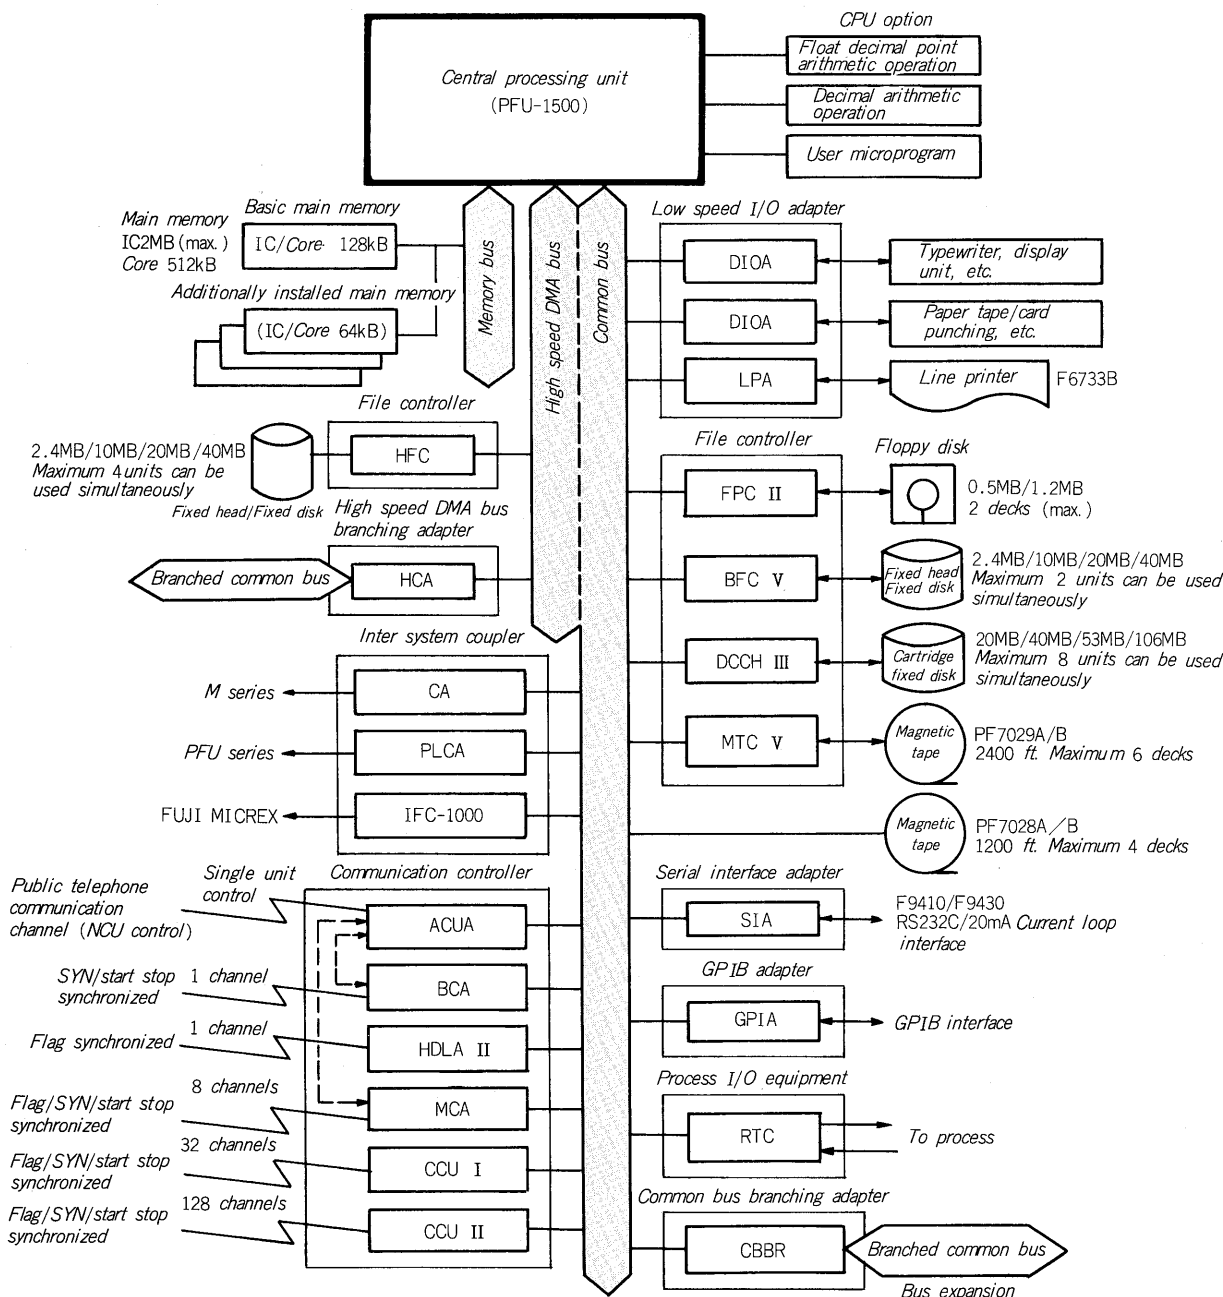 CPU option
Float decimal point
arithmetic operation
Central processing unit
(PFU-1500)
Decimal arithmetic
operation
User microprogram
Basic main memory
Main memory
IC2MB (max.)
Core 512kB
IC/Core 128kB
Additionally installed main memory
(IC/Core 64kB)
Memory bus
High speed DMA bus
Common bus
Low speed I/O adapter
DIOA
Typewriter, display
unit, etc.
DIOA
Paper tape/card
punching, etc.
LPA
Line printer
F6733B
File controller
2.4MB/10MB/20MB/40MB
Maximum 4units can be
used simultaneously
HFC
Fixed head/Fixed disk
High speed DMA bus
branching adapter
Branched common bus
HCA
File controller
Floppy disk
FPC II
0.5MB/1.2MB
2 decks (max.)
BFC V
Fixed head
Fixed disk
2.4MB/10MB/20MB/40MB
Maximum 2 units can be used
simultaneously
DCCH III
Cartridge
fixed disk
20MB/40MB/53MB/106MB
Maximum 8 units can be used
simultaneously
MTC V
Magnetic
tape
PF7029A/B
2400 ft. Maximum 6 decks
Magnetic
tape
PF7028A/B
1200 ft. Maximum 4 decks
Inter system coupler
M series
CA
PFU series
PLCA
FUJI MICREX
IFC-1000
Communication controller
Single unit
control
Public telephone
communication
channel (NCU control)
ACUA
SYN/start stop
synchronized
1 channel
BCA
Flag synchronized
1 channel
HDLA II
8 channels
Flag/SYN/start stop
synchronized
MCA
32 channels
Flag/SYN/start stop
synchronized
CCU I
128 channels
Flag/SYN/start stop
synchronized
CCU II
Serial interface adapter
SIA
F9410/F9430
RS232C/20mA Current loop
interface
GPIB adapter
GPIA
GPIB interface
Process I/O equipment
RTC
To process
Common bus branching adapter
CBBR
Branched common bus
Bus expansion